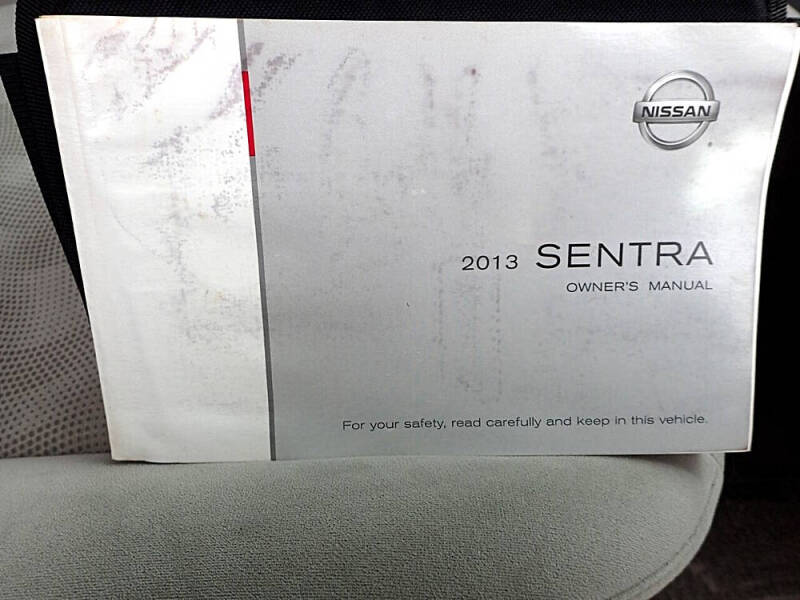 NISSAN
2013 SENTRA
OWNER'S MANUAL
For your safety, read carefully and keep in this vehicle.